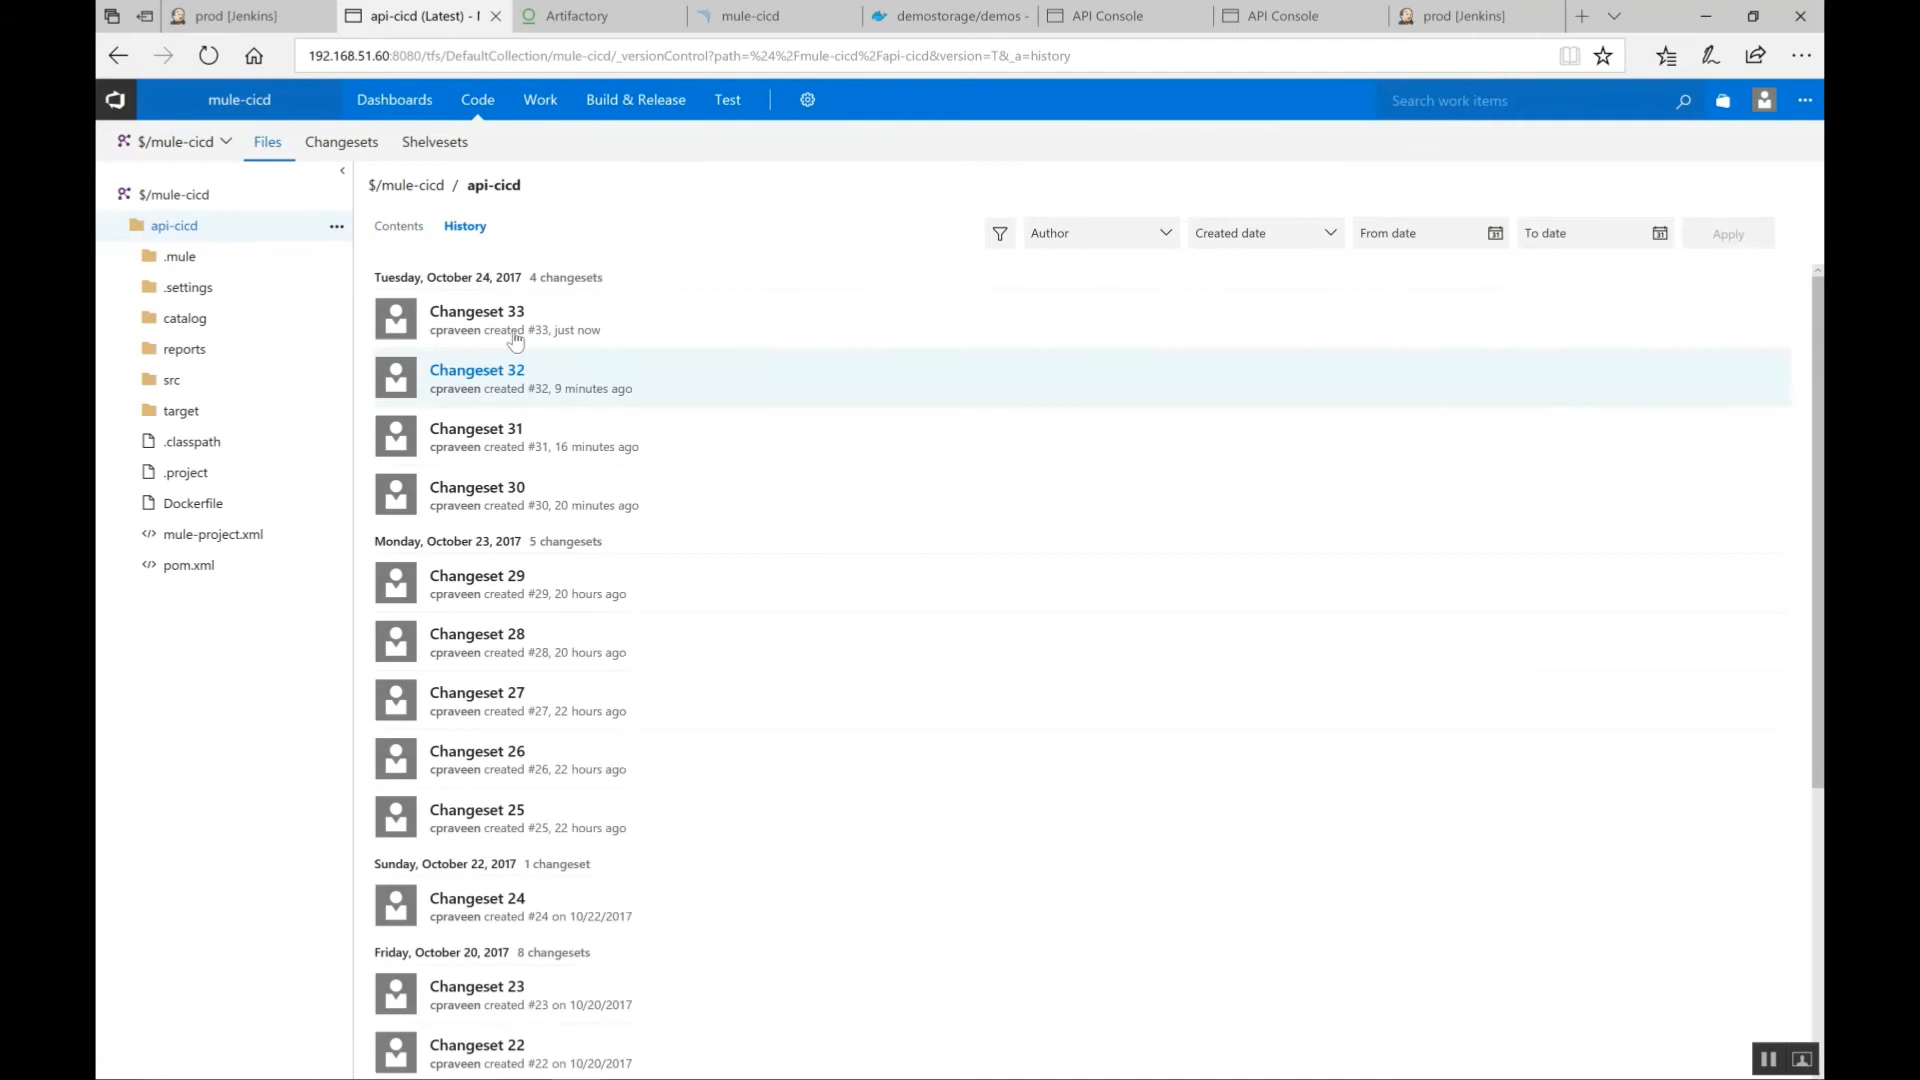 prod [Jenkins]
api-cicd (Latest) - M
Artifactory
mule-cicd
demostorage/demos -
API Console
API Console
prod [Jenkins]
192.168.51.60:8080/tfs/DefaultCollection/mule-cicd/_versionControl?path=%24%2Fmule-cicd%2Fapi-cicd&version=T&_a=history
mule-cicd
Dashboards
Code
Work
Build & Release
Test
Search work items
$/mule-cicd
Files
Changesets
Shelvesets
$/mule-cicd
api-cicd
.mule
.settings
catalog
reports
src
target
.classpath
.project
Dockerfile
mule-project.xml
pom.xml
$/mule-cicd / api-cicd
Contents
History
Author
Created date
From date
To date
Apply
Tuesday, October 24, 2017 4 changesets
Changeset 33
cpraveen created #33, just now
Changeset 32
cpraveen created #32, 9 minutes ago
Changeset 31
cpraveen created #31, 16 minutes ago
Changeset 30
cpraveen created #30, 20 minutes ago
Monday, October 23, 2017 5 changesets
Changeset 29
cpraveen created #29, 20 hours ago
Changeset 28
cpraveen created #28, 20 hours ago
Changeset 27
cpraveen created #27, 22 hours ago
Changeset 26
cpraveen created #26, 22 hours ago
Changeset 25
cpraveen created #25, 22 hours ago
Sunday, October 22, 2017 1 changeset
Changeset 24
cpraveen created #24 on 10/22/2017
Friday, October 20, 2017 8 changesets
Changeset 23
cpraveen created #23 on 10/20/2017
Changeset 22
cpraveen created #22 on 10/20/2017